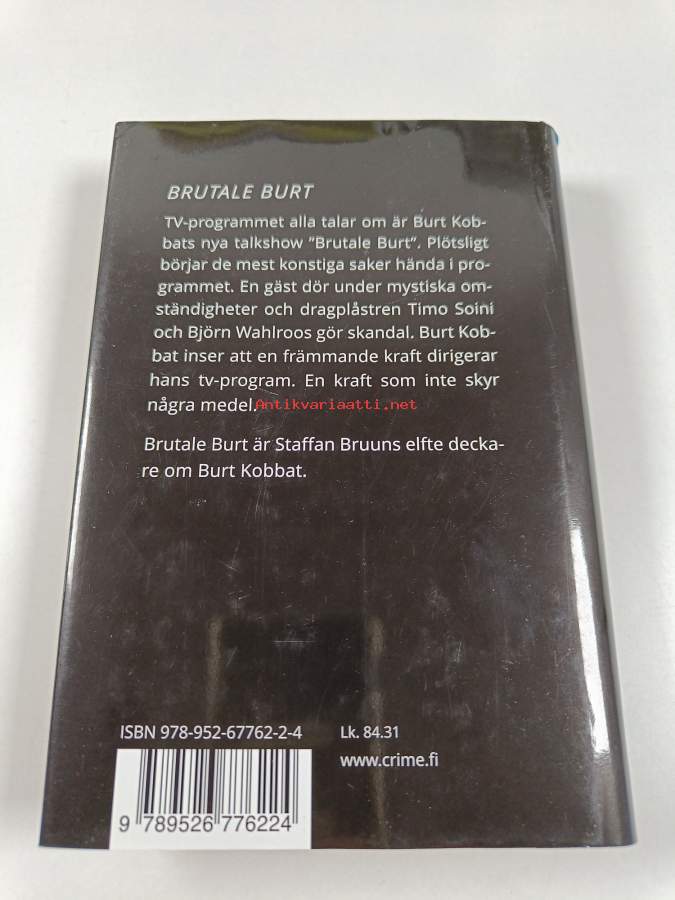 BRUTALE BURT
TV-programmet alla talar om är Burt Kob-
bats nya talkshow ”Brutale Burt”. Plötsligt
börjar de mest konstiga saker hända i pro-
grammet. En gäst dör under mystiska om-
ständigheter och dragplåstren Timo Soini
och Björn Wahlroos gör skandal. Burt Kob-
bat inser att en främmande kraft dirigerar
hans tv-program. En kraft som inte skyr
några medel.
Antikvariaatti.net
Brutale Burt är Staffan Bruuns elfte decka-
re om Burt Kobbat.
ISBN 978-952-67762-2-4
Lk. 84.31
www.crime.fi
9 789526 776224